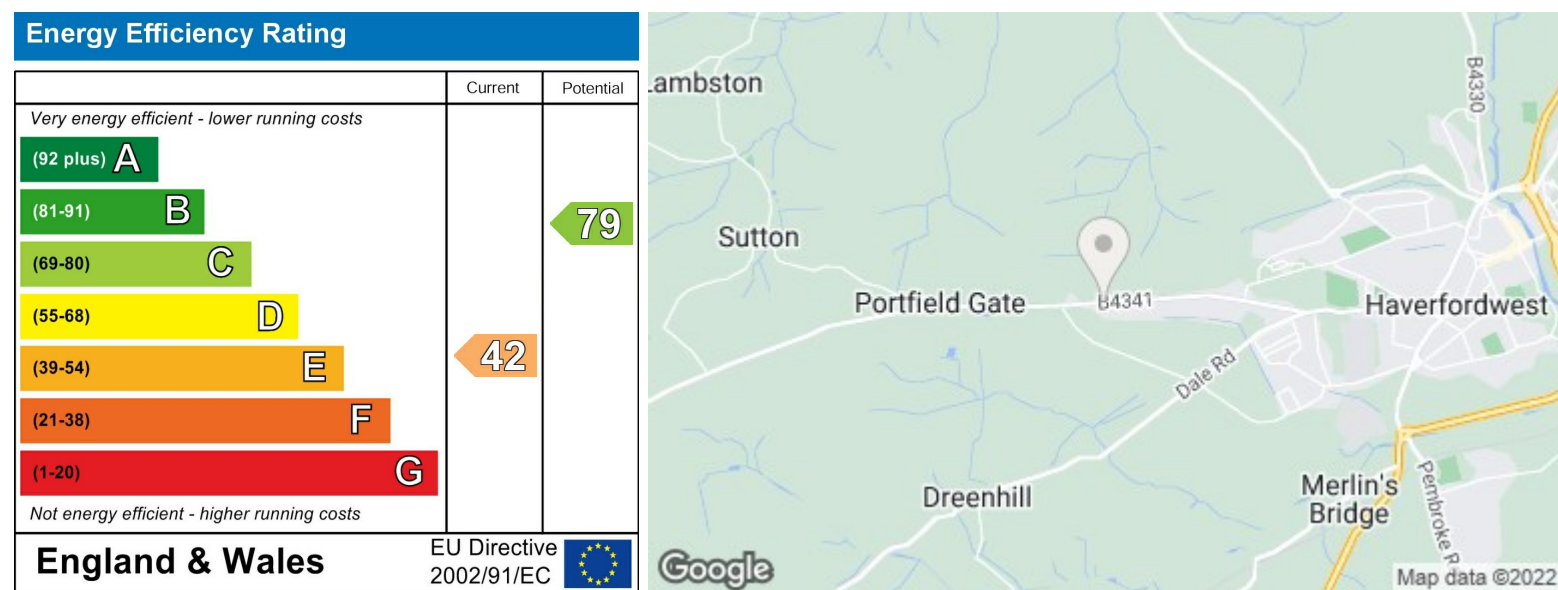 Energy Efficiency Rating
Current Potential
Very energy efficient - lower running costs
(92 plus) A
(81-91) B
79
(69-80) C
(55-68) D
(39-54) E
42
(21-38) F
(1-20) G
Not energy efficient - higher running costs
England & Wales
EU Directive
2002/91/EC
Lambston
B4330
Sutton
Portfield Gate
B4341
Haverfordwest
Dale Rd
Dreenhill
Merlin's
Bridge
Pembroke R
Google
Map data ©2022